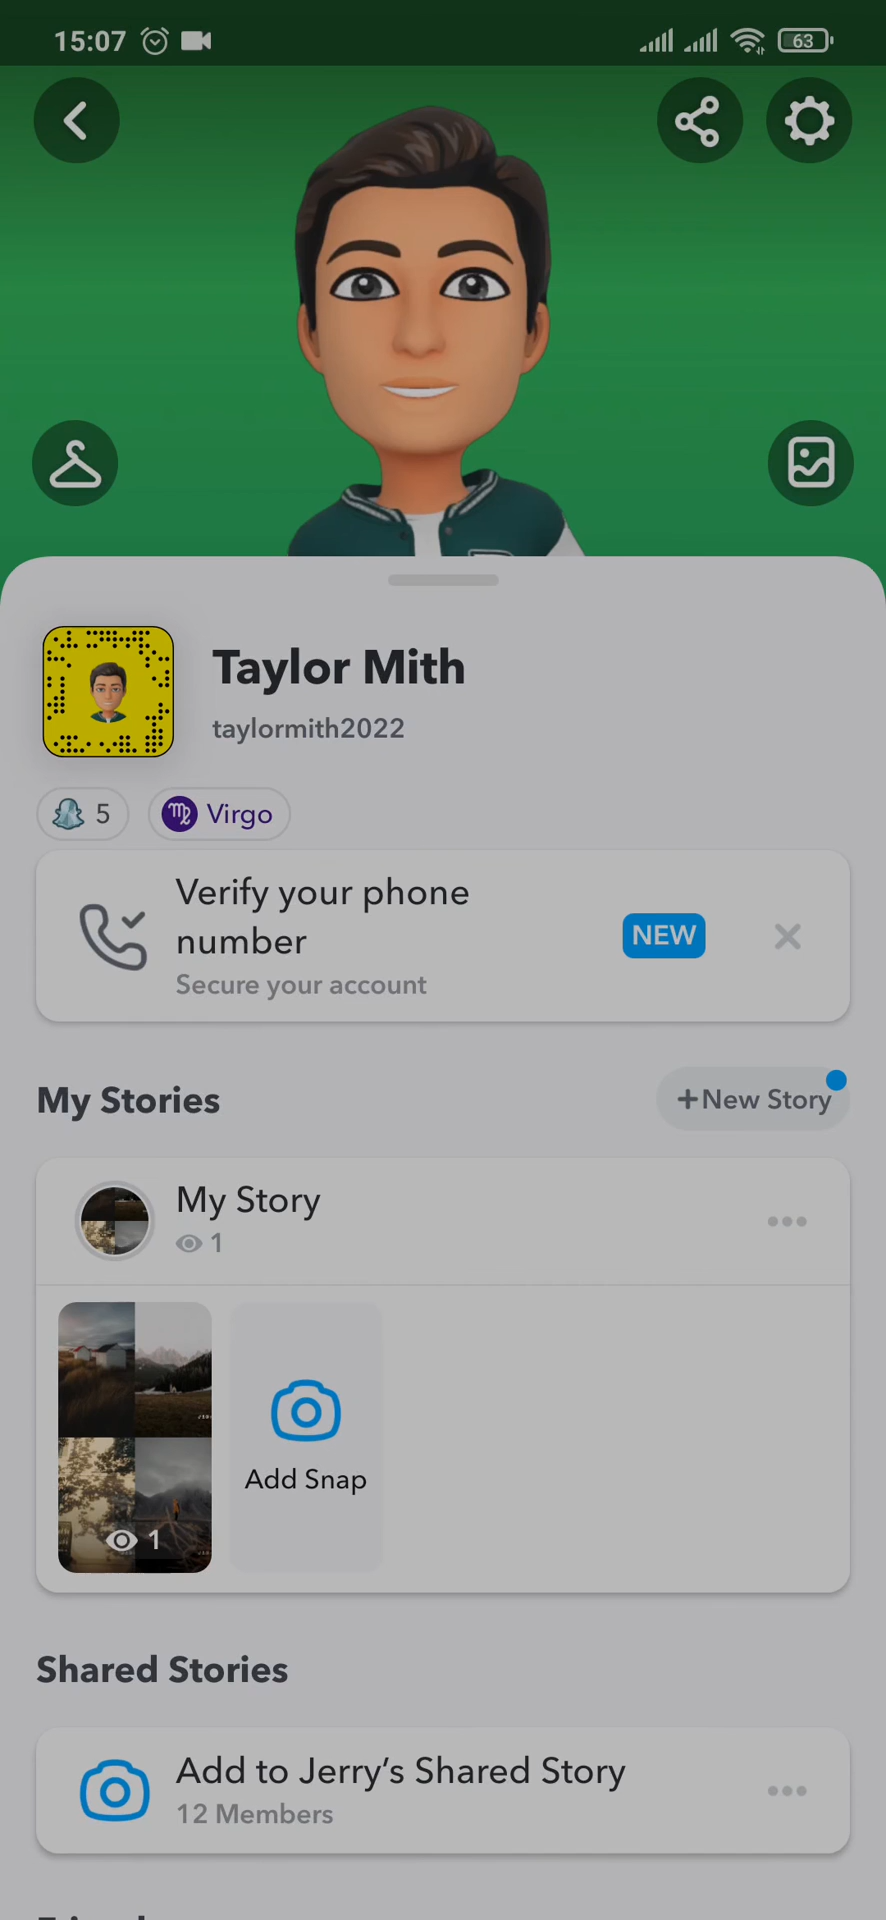 15:07
63
Taylor Mith
taylormith2022
5
Virgo
Verify your phone
number
Secure your account
NEW
My Stories
+New Story
My Story
1
1
Add Snap
Shared Stories
Add to Jerry’s Shared Story
12 Members